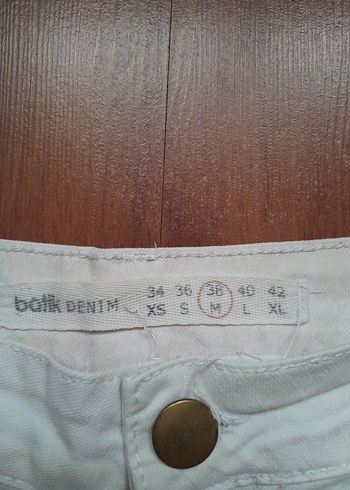 batik DENIM
34 36 38 40 42
XS S M L XL